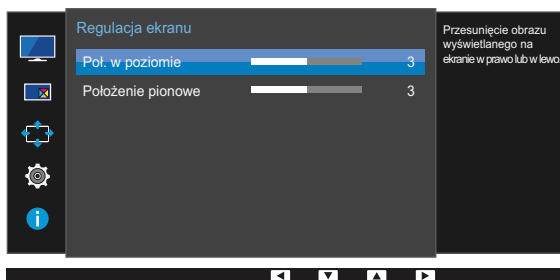 Regulacja ekranu
Poł. w poziomie 3
Położenie pionowe 3
Przesunięcie obrazu
wyświetlanego na
ekranie w prawo lub w lewo.